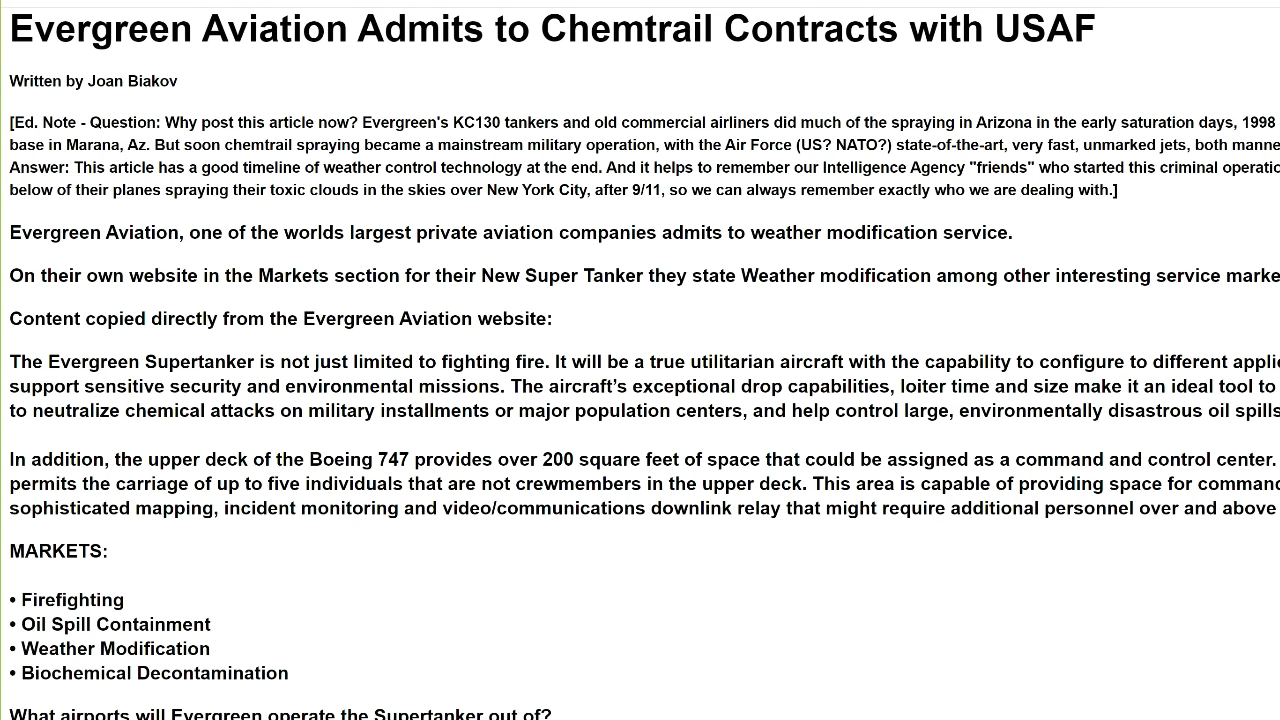 Evergreen Aviation Admits to Chemtrail Contracts with USAF
Written by Joan Biakov
[Ed. Note - Question: Why post this article now? Evergreen's KC130 tankers and old commercial airliners did much of the spraying in Arizona in the early saturation days, 1998
base in Marana, Az. But soon chemtrail spraying became a mainstream military operation, with the Air Force (US? NATO?) state-of-the-art, very fast, unmarked jets, both manne
Answer: This article has a good timeline of weather control technology at the end. And it helps to remember our Intelligence Agency "friends" who started this criminal operatio
below of their planes spraying their toxic clouds in the skies over New York City, after 9/11, so we can always remember exactly who we are dealing with.]
Evergreen Aviation, one of the worlds largest private aviation companies admits to weather modification service.
On their own website in the Markets section for their New Super Tanker they state Weather modification among other interesting service marke
Content copied directly from the Evergreen Aviation website:
The Evergreen Supertanker is not just limited to fighting fire. It will be a true utilitarian aircraft with the capability to configure to different appli
support sensitive security and environmental missions. The aircraft’s exceptional drop capabilities, loiter time and size make it an ideal tool to
to neutralize chemical attacks on military installments or major population centers, and help control large, environmentally disastrous oil spills
In addition, the upper deck of the Boeing 747 provides over 200 square feet of space that could be assigned as a command and control center.
permits the carriage of up to five individuals that are not crewmembers in the upper deck. This area is capable of providing space for command
sophisticated mapping, incident monitoring and video/communications downlink relay that might require additional personnel over and above
MARKETS:
• Firefighting
• Oil Spill Containment
• Weather Modification
• Biochemical Decontamination
What airports will Evergreen operate the Supertanker out of?